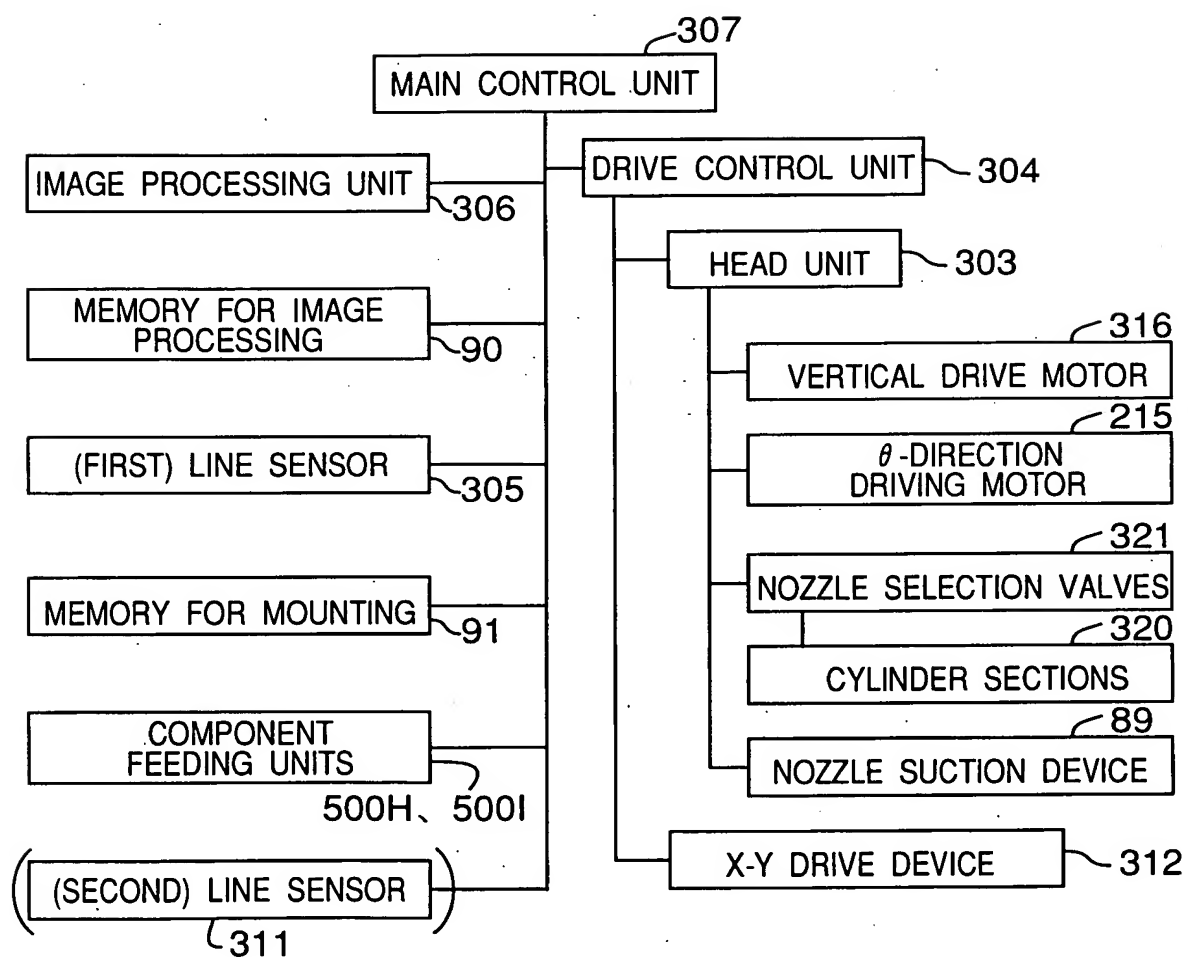 307
MAIN CONTROL UNIT
IMAGE PROCESSING UNIT
306
MEMORY FOR IMAGE
PROCESSING
90
(FIRST) LINE SENSOR
305
MEMORY FOR MOUNTING
91
COMPONENT
FEEDING UNITS
500H、500I
(SECOND) LINE SENSOR
311
DRIVE CONTROL UNIT
304
HEAD UNIT
303
316
VERTICAL DRIVE MOTOR
215
θ-DIRECTION
DRIVING MOTOR
321
NOZZLE SELECTION VALVES
320
CYLINDER SECTIONS
89
NOZZLE SUCTION DEVICE
X-Y DRIVE DEVICE
312